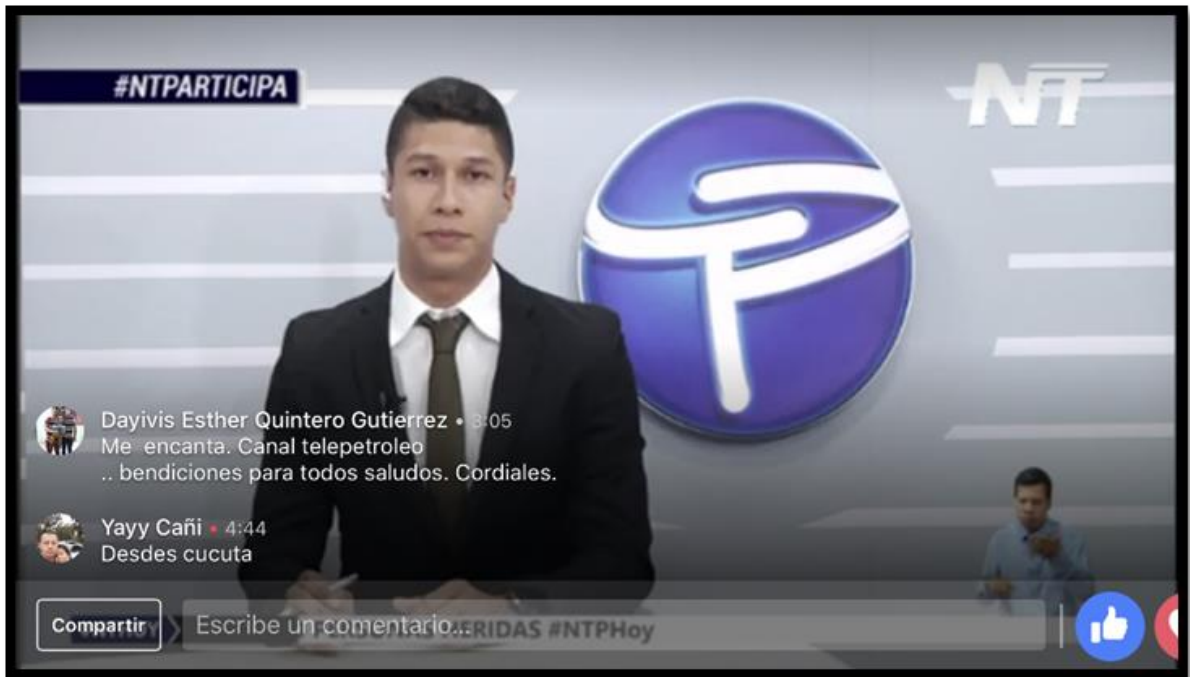 #NTPARTICIPA
NT
Dayivis Esther Quintero Gutierrez • 3:05
Me encanta. Canal telepetroleo
.. bendiciones para todos saludos. Cordiales.
Yayy Cañi • 4:44
Desdes cucuta
Compartir
Escribe un comentario...
HERIDAS #NTPHoy